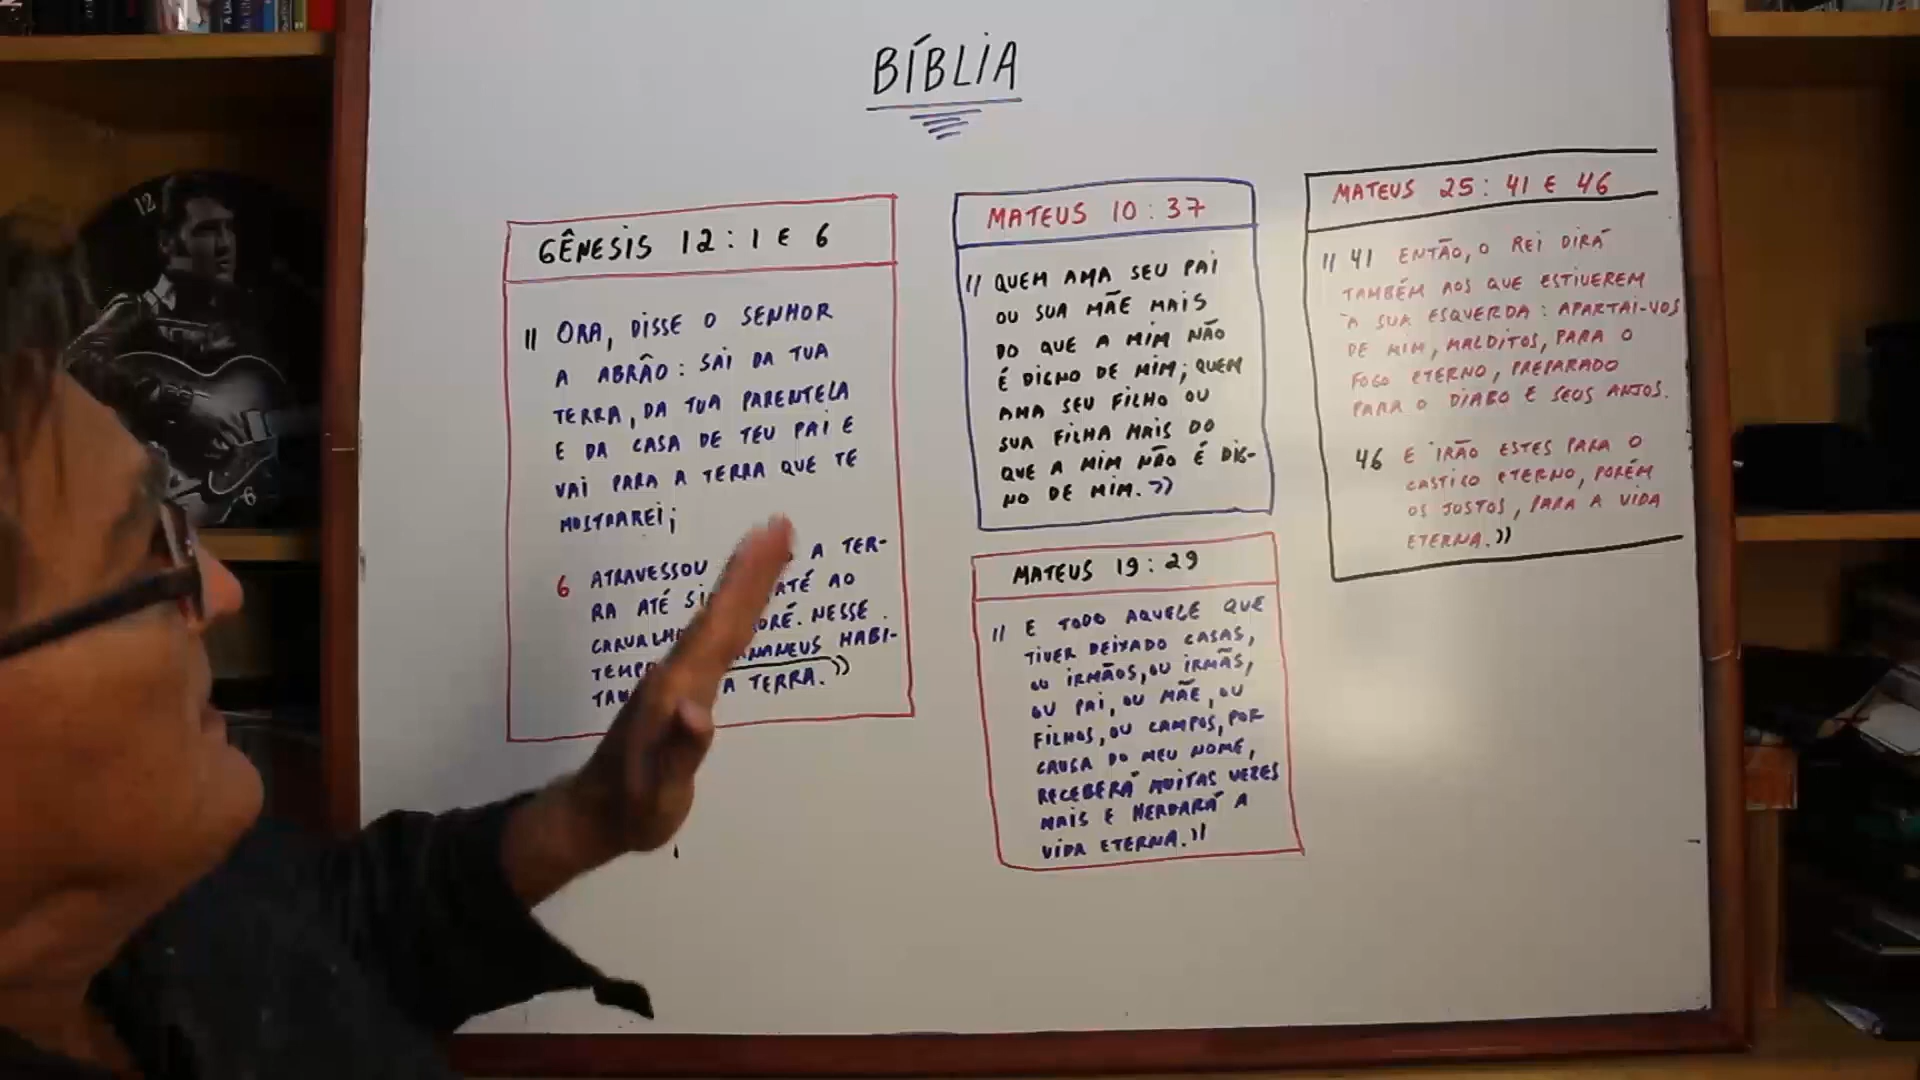 BÍBLIA
GÊNESIS 12:1 E 6
" ORA, DISSE O SENHOR
A ABRÃO: SAI DA TUA
TERRA, DA TUA PARENTELA
E DA CASA DE TEU PAI E
VAI PARA A TERRA QUE TE
MOSTRAREI;
6 ATRAVESSOU A TER-
RA ATÉ ATÉ AO
NESSE
HABI-
A TERRA."
MATEUS 10:37
" QUEM AMA SEU PAI
OU SUA MÃE MAIS
DO QUE A MIM NÃO
É DIGNO DE MIM; QUEM
AMA SEU FILHO OU
SUA FILHA MAIS DO
QUE A MIM NÃO É DIG-
NO DE MIM."
MATEUS 19:29
" E TODO AQUELE QUE
TIVER DEIXADO CASAS,
OU IRMÃOS, OU IRMÃS,
OU PAI, OU MÃE, OU
FILHOS, OU CAMPOS, POR
CAUSA DO MEU NOME,
RECEBERÁ MUITAS VEZES
MAIS E HERDARÁ A
VIDA ETERNA."
MATEUS 25:41 E 46
" 41 ENTÃO, O REI DIRÁ
TAMBÉM AOS QUE ESTIVEREM
À SUA ESQUERDA: APARTAI-VOS
DE MIM, MALDITOS, PARA O
FOGO ETERNO, PREPARADO
PARA O DIABO E SEUS ANJOS.
46 E IRÃO ESTES PARA O
CASTIGO ETERNO, PORÉM
OS JUSTOS, PARA A VIDA
ETERNA."
12
6